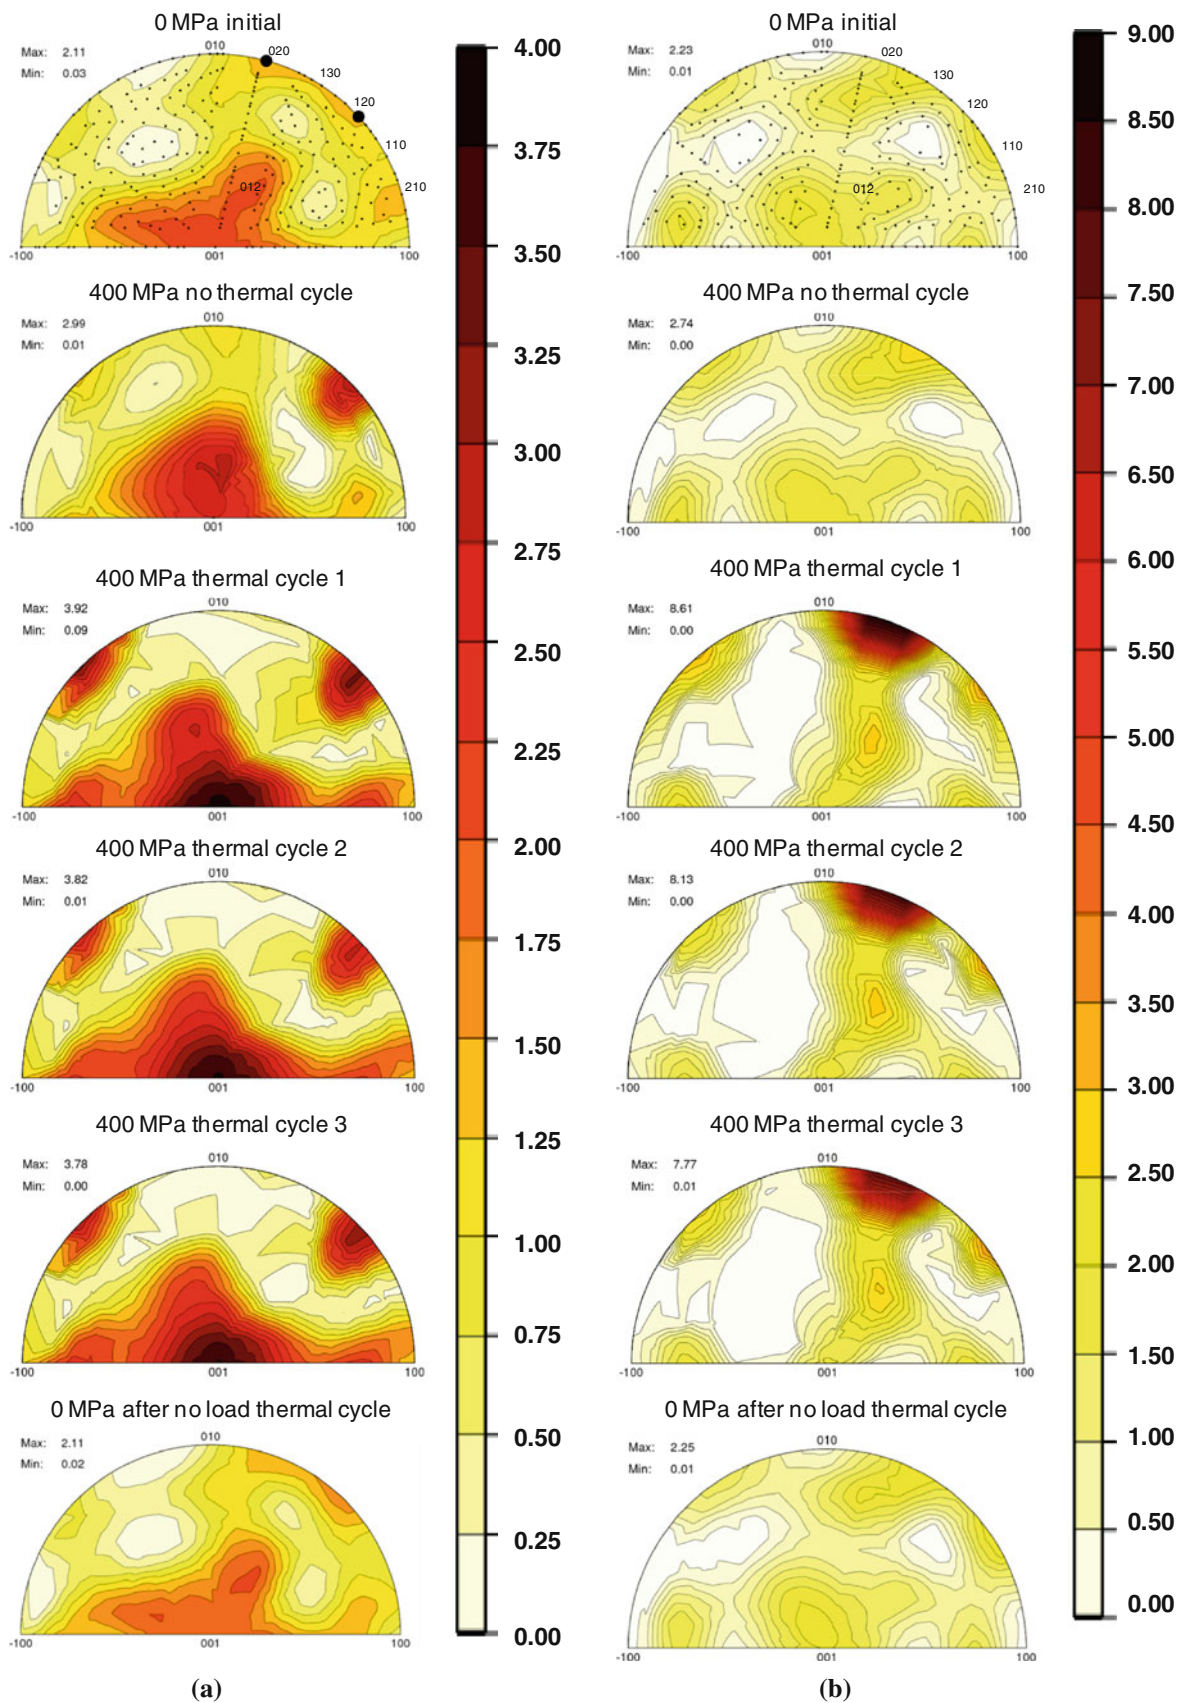 0 MPa initial
Max: 2.11
Min: 0.03
010
020
130
120
110
210
012
-100
001
100
400 MPa no thermal cycle
Max: 2.99
Min: 0.01
010
-100
001
100
400 MPa thermal cycle 1
Max: 3.92
Min: 0.09
010
-100
001
100
400 MPa thermal cycle 2
Max: 3.82
Min: 0.01
010
-100
001
100
400 MPa thermal cycle 3
Max: 3.78
Min: 0.00
010
-100
001
100
0 MPa after no load thermal cycle
Max: 2.11
Min: 0.02
010
-100
001
100
4.00
3.75
3.50
3.25
3.00
2.75
2.50
2.25
2.00
1.75
1.50
1.25
1.00
0.75
0.50
0.25
0.00
(a)
0 MPa initial
Max: 2.23
Min: 0.01
010
020
130
120
110
210
012
-100
001
100
400 MPa no thermal cycle
Max: 2.74
Min: 0.00
010
-100
001
100
400 MPa thermal cycle 1
Max: 8.61
Min: 0.00
010
-100
001
100
400 MPa thermal cycle 2
Max: 8.13
Min: 0.00
010
-100
001
100
400 MPa thermal cycle 3
Max: 7.77
Min: 0.01
010
-100
001
100
0 MPa after no load thermal cycle
Max: 2.25
Min: 0.01
010
-100
001
100
9.00
8.50
8.00
7.50
7.00
6.50
6.00
5.50
5.00
4.50
4.00
3.50
3.00
2.50
2.00
1.50
1.00
0.50
0.00
(b)